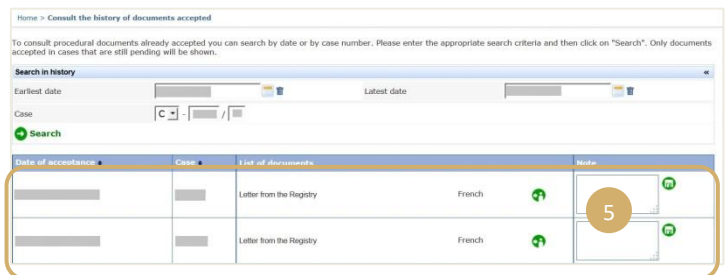 Home > Consult the history of documents accepted
To consult procedural documents already accepted you can search by date or by case number. Please enter the appropriate search criteria and then click on "Search". Only documents
accepted in cases that are still pending will be shown.
Search in history «
Earliest date Latest date
Case C - /
Search
Date of acceptance Case List of documents Note
Letter from the Registry French
5
Letter from the Registry French